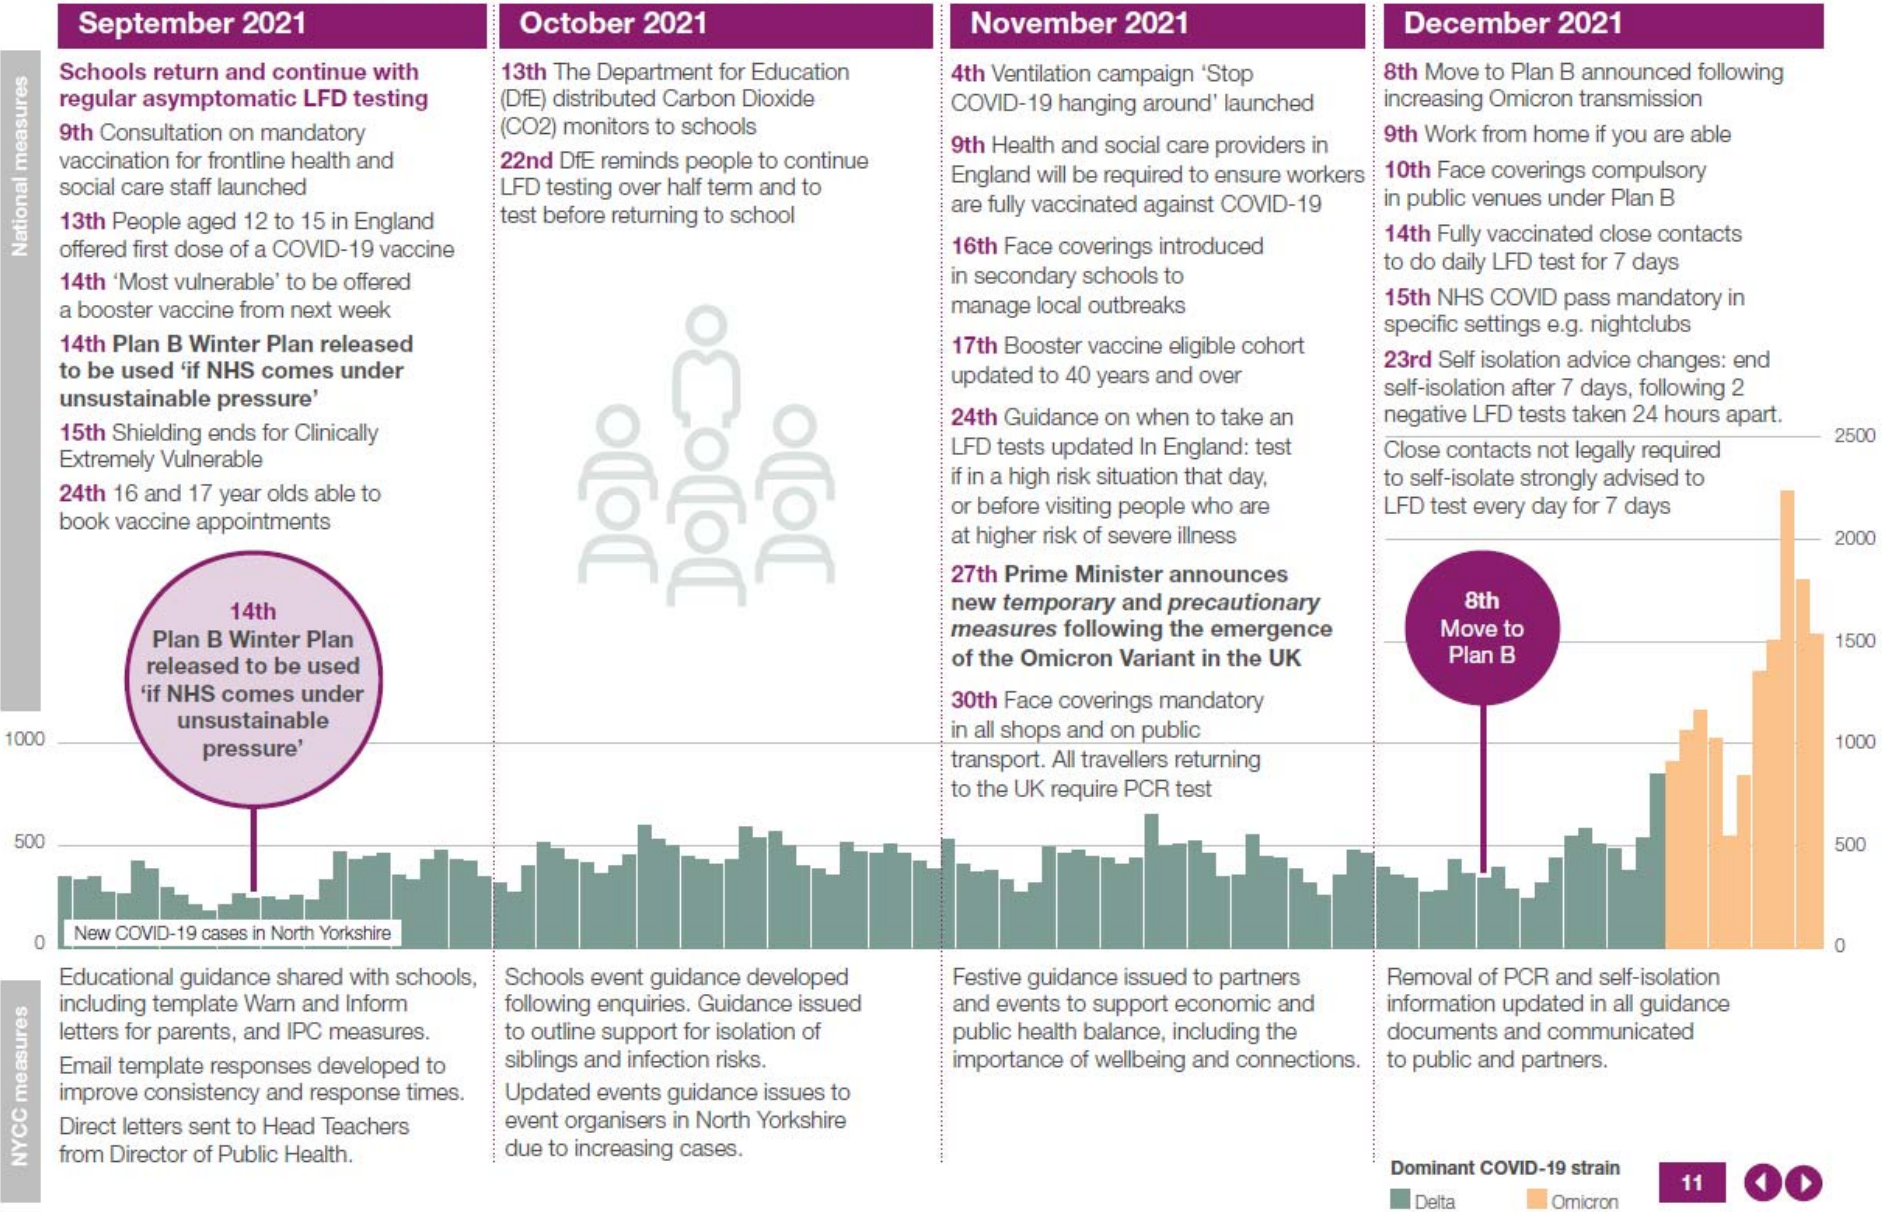 September 2021
October 2021
November 2021
December 2021
National measures
Schools return and continue with
regular asymptomatic LFD testing
9th Consultation on mandatory
vaccination for frontline health and
social care staff launched
13th People aged 12 to 15 in England
offered first dose of a COVID-19 vaccine
14th ‘Most vulnerable’ to be offered
a booster vaccine from next week
14th Plan B Winter Plan released
to be used ‘if NHS comes under
unsustainable pressure’
15th Shielding ends for Clinically
Extremely Vulnerable
24th 16 and 17 year olds able to
book vaccine appointments
14th
Plan B Winter Plan
released to be used
‘if NHS comes under
unsustainable
pressure’
13th The Department for Education
(DfE) distributed Carbon Dioxide
(CO2) monitors to schools
22nd DfE reminds people to continue
LFD testing over half term and to
test before returning to school
4th Ventilation campaign ‘Stop
COVID-19 hanging around’ launched
9th Health and social care providers in
England will be required to ensure workers
are fully vaccinated against COVID-19
16th Face coverings introduced
in secondary schools to
manage local outbreaks
17th Booster vaccine eligible cohort
updated to 40 years and over
24th Guidance on when to take an
LFD tests updated In England: test
if in a high risk situation that day,
or before visiting people who are
at higher risk of severe illness
27th Prime Minister announces
new temporary and precautionary
measures following the emergence
of the Omicron Variant in the UK
30th Face coverings mandatory
in all shops and on public
transport. All travellers returning
to the UK require PCR test
8th Move to Plan B announced following
increasing Omicron transmission
9th Work from home if you are able
10th Face coverings compulsory
in public venues under Plan B
14th Fully vaccinated close contacts
to do daily LFD test for 7 days
15th NHS COVID pass mandatory in
specific settings e.g. nightclubs
23rd Self isolation advice changes: end
self-isolation after 7 days, following 2
negative LFD tests taken 24 hours apart.
Close contacts not legally required
to self-isolate strongly advised to
LFD test every day for 7 days
8th
Move to
Plan B
1000
500
0
2500
2000
1500
1000
500
0
New COVID-19 cases in North Yorkshire
NYCC measures
Educational guidance shared with schools,
including template Warn and Inform
letters for parents, and IPC measures.
Email template responses developed to
improve consistency and response times.
Direct letters sent to Head Teachers
from Director of Public Health.
Schools event guidance developed
following enquiries. Guidance issued
to outline support for isolation of
siblings and infection risks.
Updated events guidance issues to
event organisers in North Yorkshire
due to increasing cases.
Festive guidance issued to partners
and events to support economic and
public health balance, including the
importance of wellbeing and connections.
Removal of PCR and self-isolation
information updated in all guidance
documents and communicated
to public and partners.
Dominant COVID-19 strain
Delta
Omicron
11